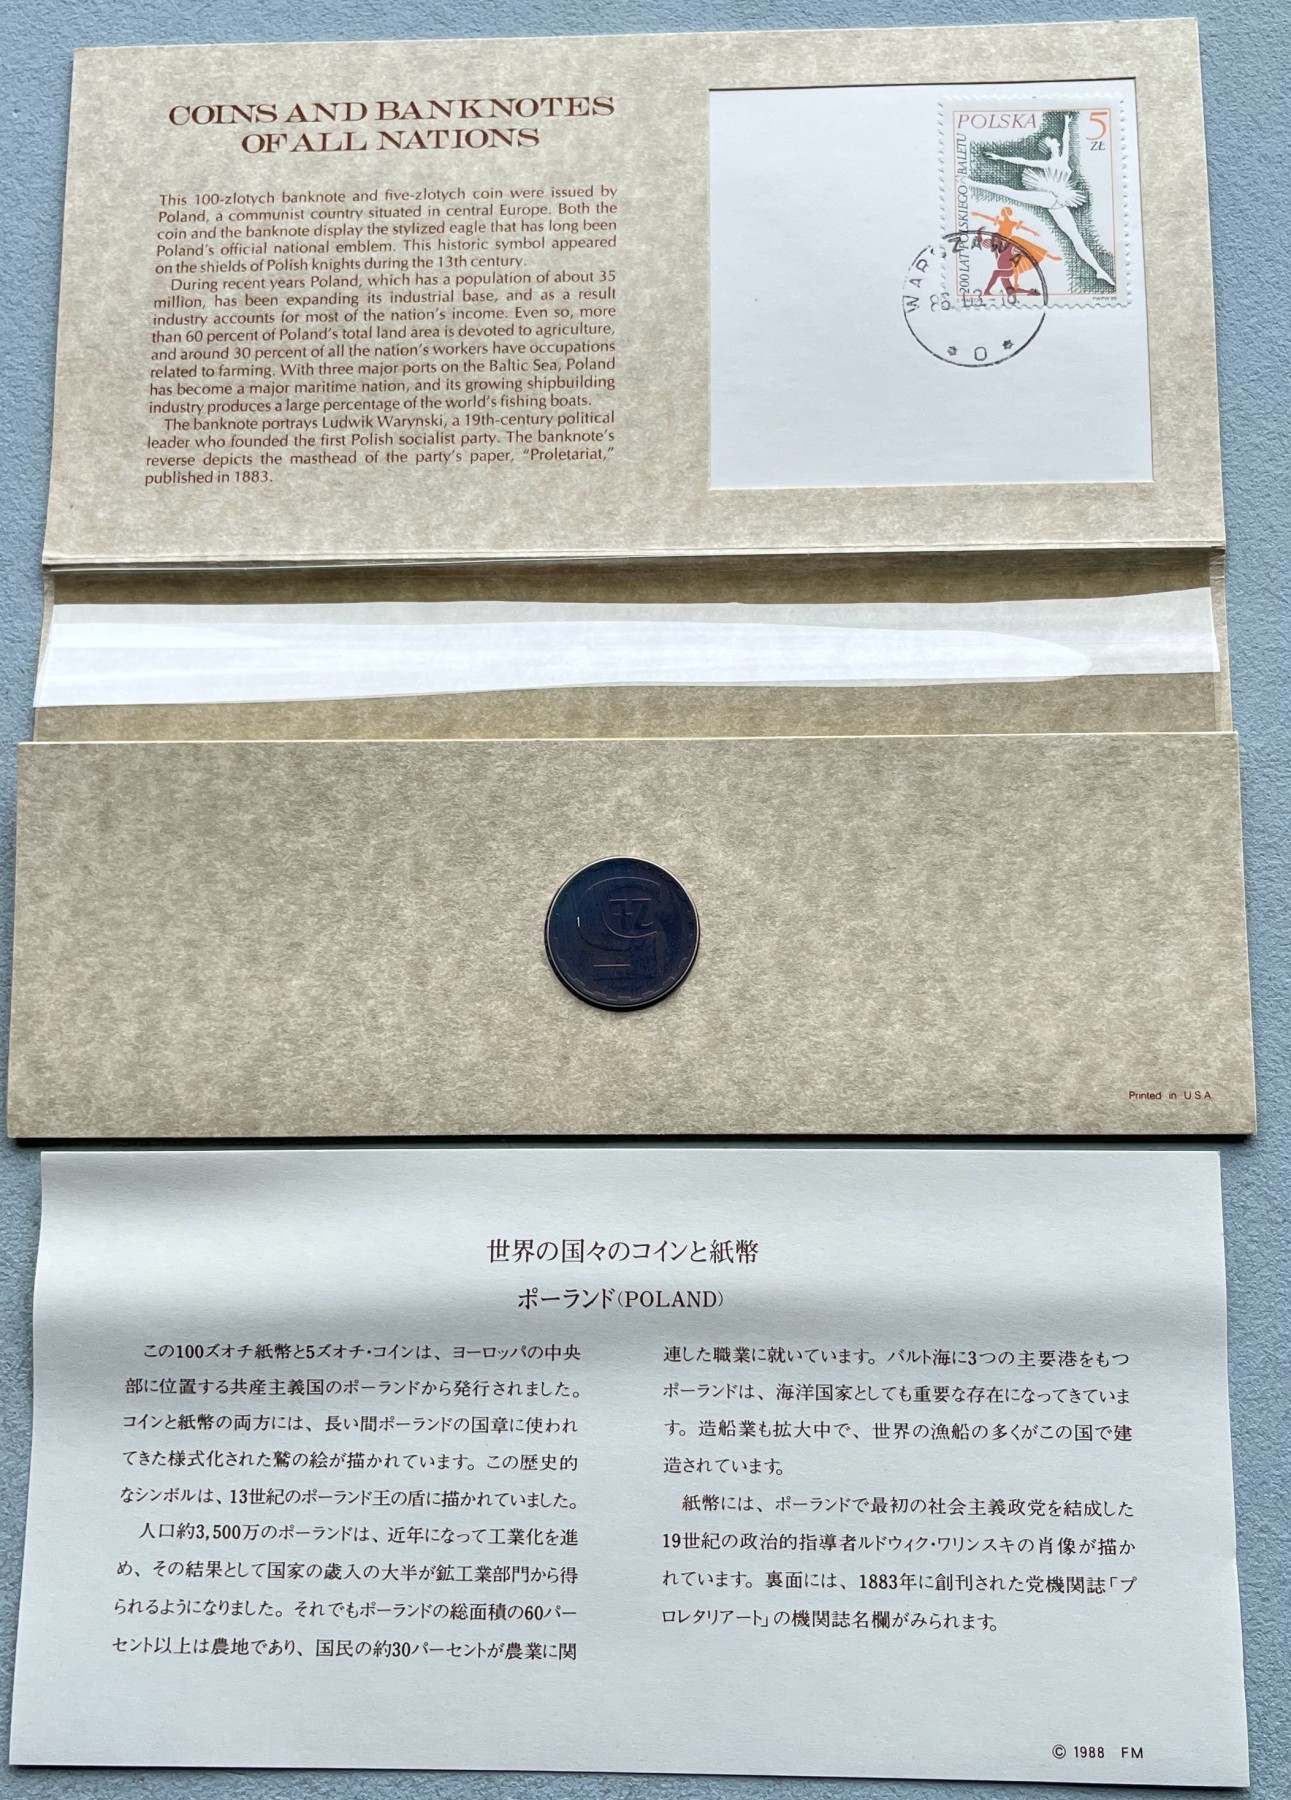 COINS AND BANKNOTES
OF ALL NATIONS
This 100-zlotych banknote and five-zlotych coin were issued by
Poland, a communist country situated in central Europe. Both the
coin and the banknote display the stylized eagle that has long been
Poland's official national emblem. This historic symbol appeared
on the shields of Polish knights during the 13th century.
During recent years Poland, which has a population of about 35
million, has been expanding its industrial base, and as a result
industry accounts for most of the nation's income. Even so, more
than 60 percent of Poland's total land area is devoted to agriculture,
and around 30 percent of all the nation's workers have occupations
related to farming. With three major ports on the Baltic Sea, Poland
has become a major maritime nation, and its growing shipbuilding
industry produces a large percentage of the world's fishing boats.
The banknote portrays Ludwik Warynski, a 19th-century political
leader who founded the first Polish socialist party. The banknote's
reverse depicts the masthead of the party's paper, “Proletariat,”
published in 1883.
POLSKA
5
ZŁ
200 LAT POLSKIEGO BALETU
WARSZAWA
* 0 *
5
ZŁ
Printed in U S A
世界の国々のコインと紙幣
ポーランド(POLAND)
この100ズオチ紙幣と5ズオチ・コインは、ヨーロッパの中央
部に位置する共産主義国のポーランドから発行されました。
コインと紙幣の両方には、長い間ポーランドの国章に使われ
てきた様式化された鷲の絵が描かれています。この歴史的
なシンボルは、13世紀のポーランド王の盾に描かれていました。
人口約3,500万のポーランドは、近年になって工業化を進
め、その結果として国家の歳入の大半が鉱工業部門から得
られるようになりました。それでもポーランドの総面積の60パー
セント以上は農地であり、国民の約30パーセントが農業に関
連した職業に就いています。バルト海に3つの主要港をもつ
ポーランドは、海洋国家としても重要な存在になってきていま
す。造船業も拡大中で、世界の漁船の多くがこの国で建
造されています。
紙幣には、ポーランドで最初の社会主義政党を結成した
19世紀の政治的指導者ルドウィク・ワリンスキの肖像が描か
れています。裏面には、1883年に創刊された党機関誌「プ
ロレタリアート」の機関誌名欄がみられます。
© 1988 FM